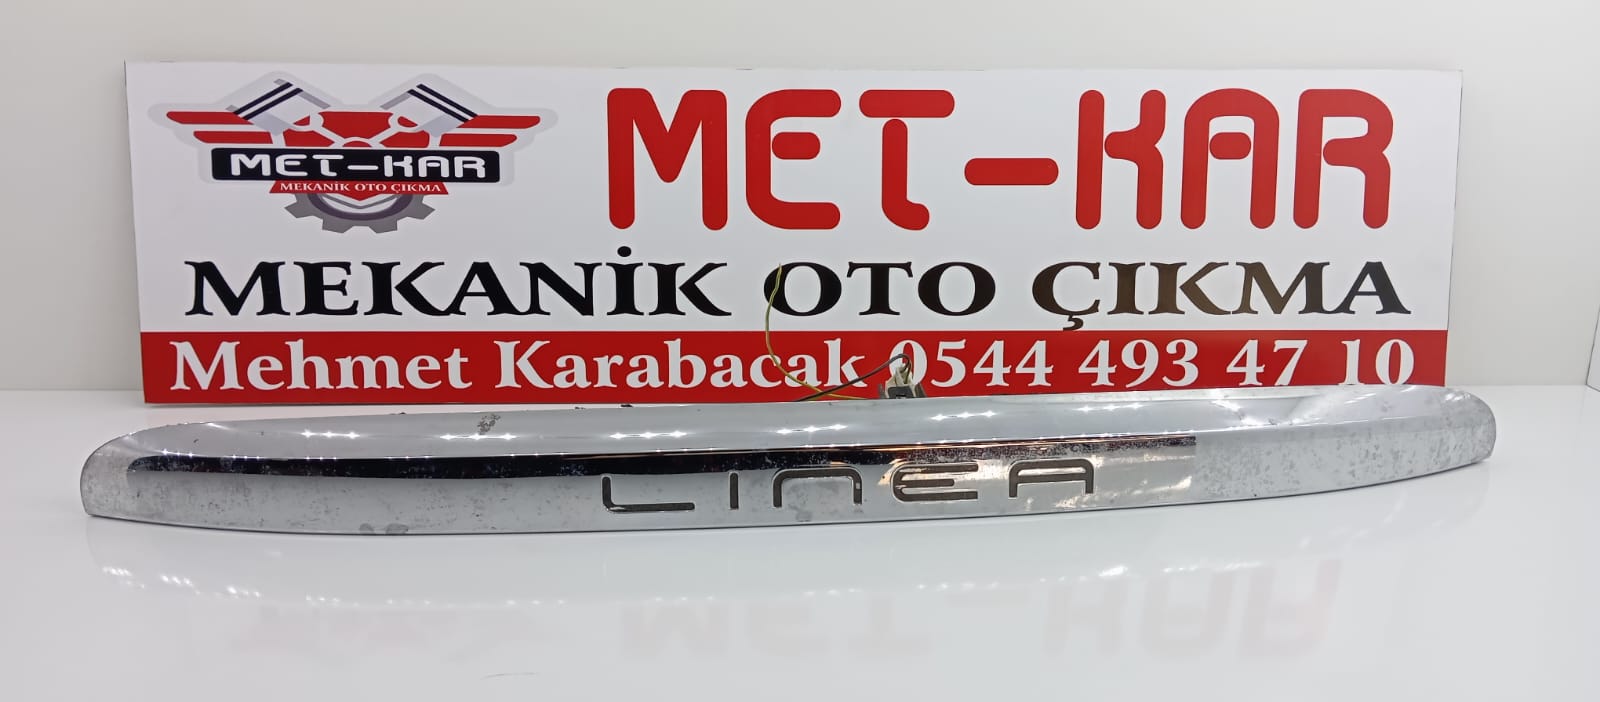 MET-KAR
MEKANİK OTO ÇIKMA
MET-KAR
MEKANİK OTO ÇIKMA
Mehmet Karabacak 0544 493 47 10
LINEA